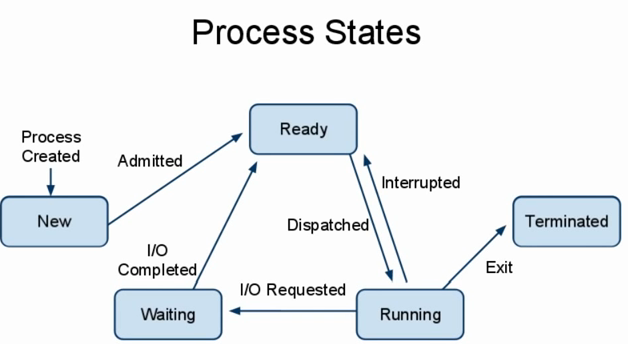 Process States
Ready
Process
Created
Admitted
Interrupted
New
Dispatched
Terminated
I/O
Completed
I/O Requested
Exit
Waiting
Running